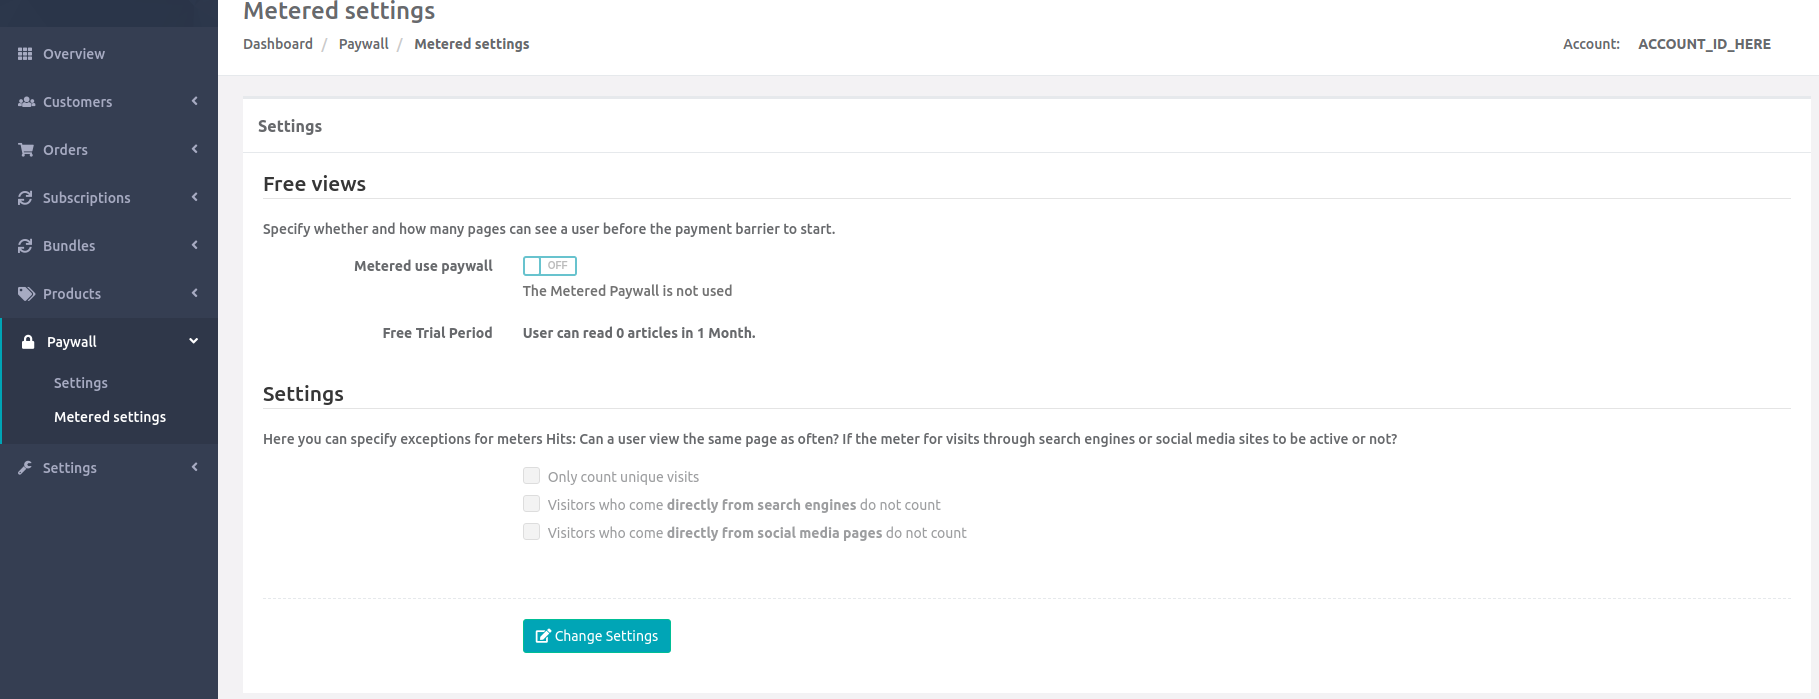 Metered settings
Dashboard / Paywall / Metered settings
Account: ACCOUNT_ID_HERE
Overview
Customers
Orders
Subscriptions
Bundles
Products
Paywall
Settings
Metered settings
Settings
Settings
Free views
Specify whether and how many pages can see a user before the payment barrier to start.
Metered use paywall OFF
The Metered Paywall is not used
Free Trial Period User can read 0 articles in 1 Month.
Settings
Here you can specify exceptions for meters Hits: Can a user view the same page as often? If the meter for visits through search engines or social media sites to be active or not?
Only count unique visits
Visitors who come directly from search engines do not count
Visitors who come directly from social media pages do not count
Change Settings